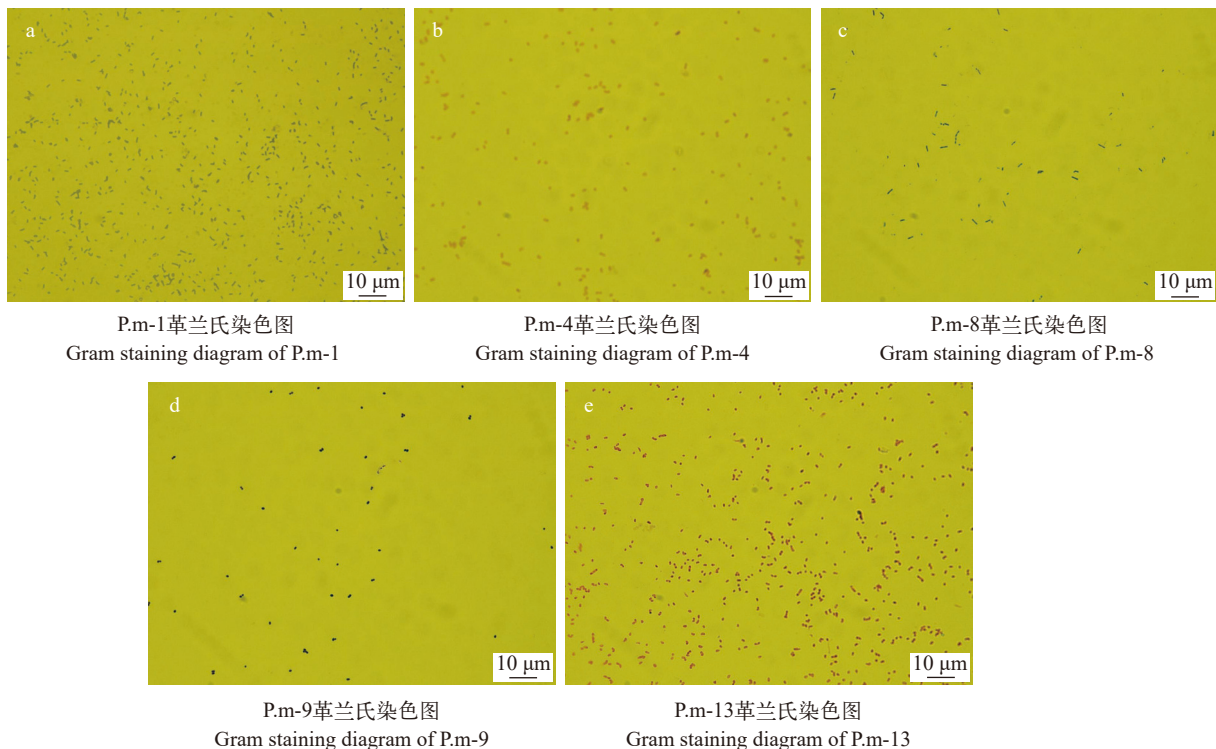 a
b
c
10 μm
10 μm
10 μm
P.m-1革兰氏染色图
Gram staining diagram of P.m-1
P.m-4革兰氏染色图
Gram staining diagram of P.m-4
P.m-8革兰氏染色图
Gram staining diagram of P.m-8
d
e
10 μm
10 μm
P.m-9革兰氏染色图
Gram staining diagram of P.m-9
P.m-13革兰氏染色图
Gram staining diagram of P.m-13